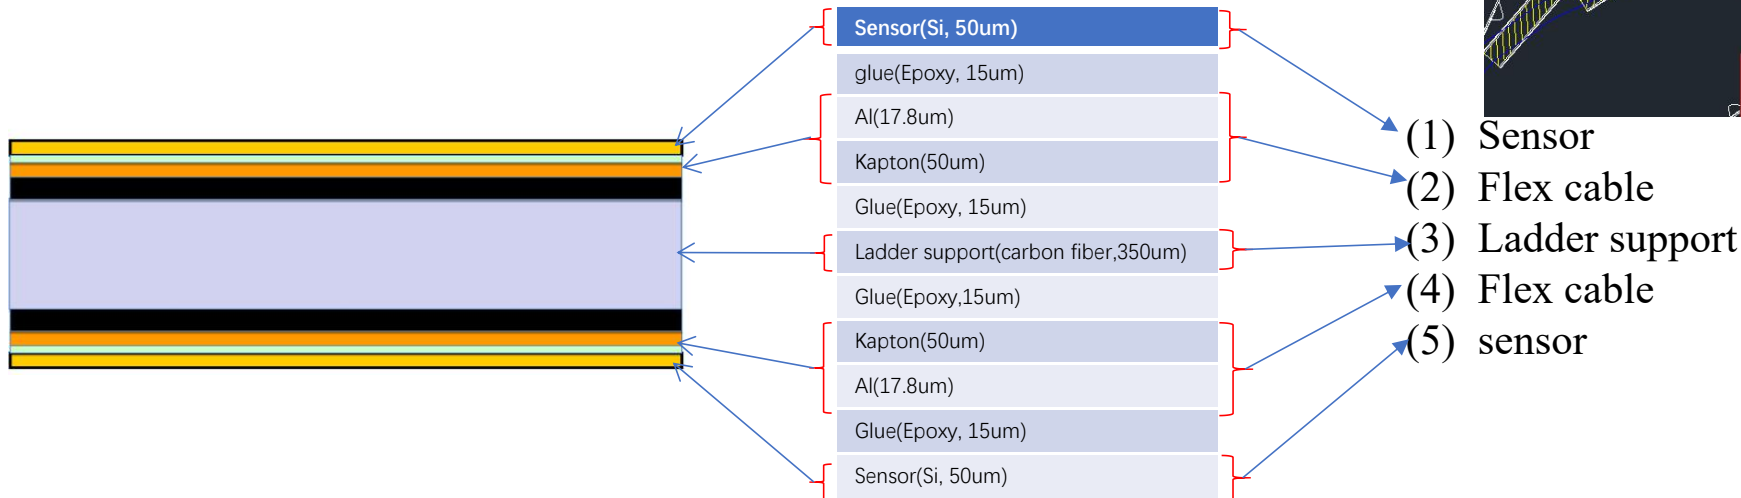 Sensor(Si, 50um)
glue(Epoxy, 15um)
Al(17.8um)
Kapton(50um)
Glue(Epoxy, 15um)
Ladder support(carbon fiber,350um)
Glue(Epoxy,15um)
Kapton(50um)
Al(17.8um)
Glue(Epoxy, 15um)
Sensor(Si, 50um)
(1) Sensor
(2) Flex cable
(3) Ladder support
(4) Flex cable
(5) sensor